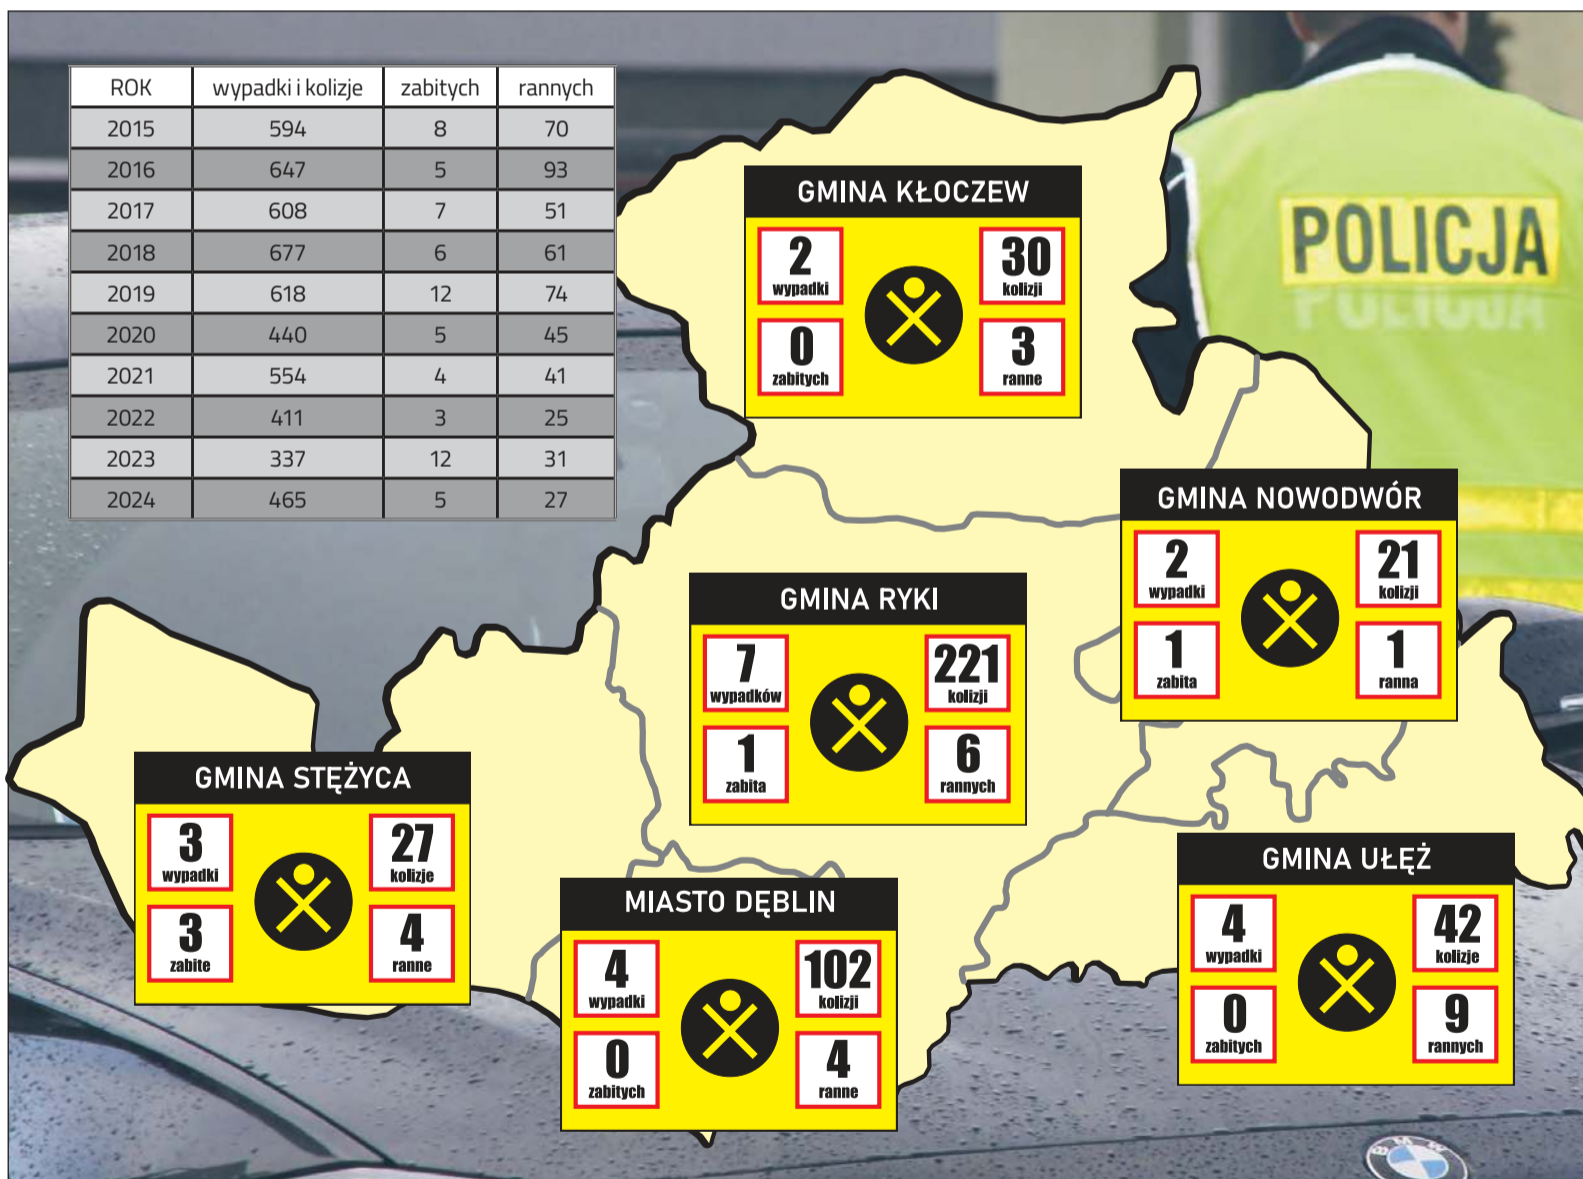 ROK wypadki i kolizje zabitych rannych
2015 594 8 70
2016 647 5 93
2017 608 7 51
2018 677 6 61
2019 618 12 74
2020 440 5 45
2021 554 4 41
2022 411 3 25
2023 337 12 31
2024 465 5 27
POLICJA
POLICJA
GMINA KŁOCZEW
2 30
wypadki kolizji
0 3
zabitych ranne
GMINA NOWODWÓR
2 21
wypadki kolizji
1 1
zabita ranna
GMINA RYKI
7 221
wypadków kolizji
1 6
zabita rannych
GMINA STĘŻYCA
3 27
wypadki kolizje
3 4
zabite ranne
MIASTO DĘBLIN
4 102
wypadki kolizji
0 4
zabitych ranne
GMINA UŁĘŻ
4 42
wypadki kolizje
0 9
zabitych rannych
BMW